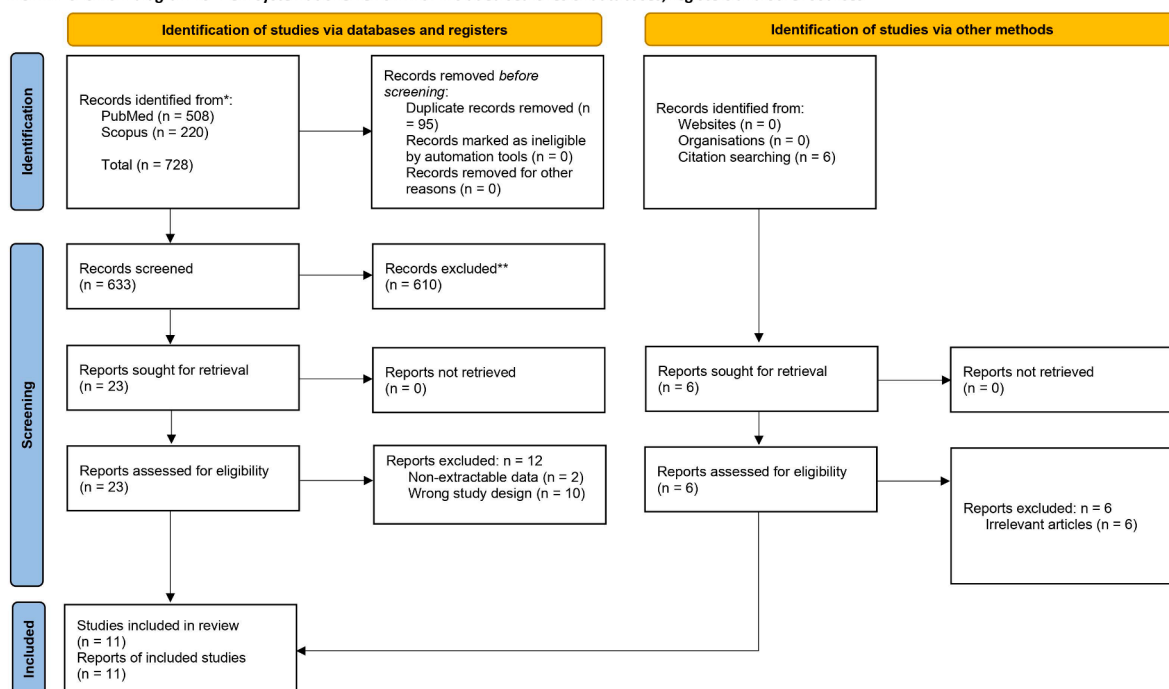 Identification of studies via databases and registers
Identification of studies via other methods
Identification
Records identified from*:
PubMed (n = 508)
Scopus (n = 220)
Total (n = 728)
Records removed before
screening:
Duplicate records removed (n
= 95)
Records marked as ineligible
by automation tools (n = 0)
Records removed for other
reasons (n = 0)
Records identified from:
Websites (n = 0)
Organisations (n = 0)
Citation searching (n = 6)
Screening
Records screened
(n = 633)
Records excluded**
(n = 610)
Reports sought for retrieval
(n = 23)
Reports not retrieved
(n = 0)
Reports sought for retrieval
(n = 6)
Reports not retrieved
(n = 0)
Reports assessed for eligibility
(n = 23)
Reports excluded: n = 12
Non-extractable data (n = 2)
Wrong study design (n = 10)
Reports assessed for eligibility
(n = 6)
Reports excluded: n = 6
Irrelevant articles (n = 6)
Included
Studies included in review
(n = 11)
Reports of included studies
(n = 11)